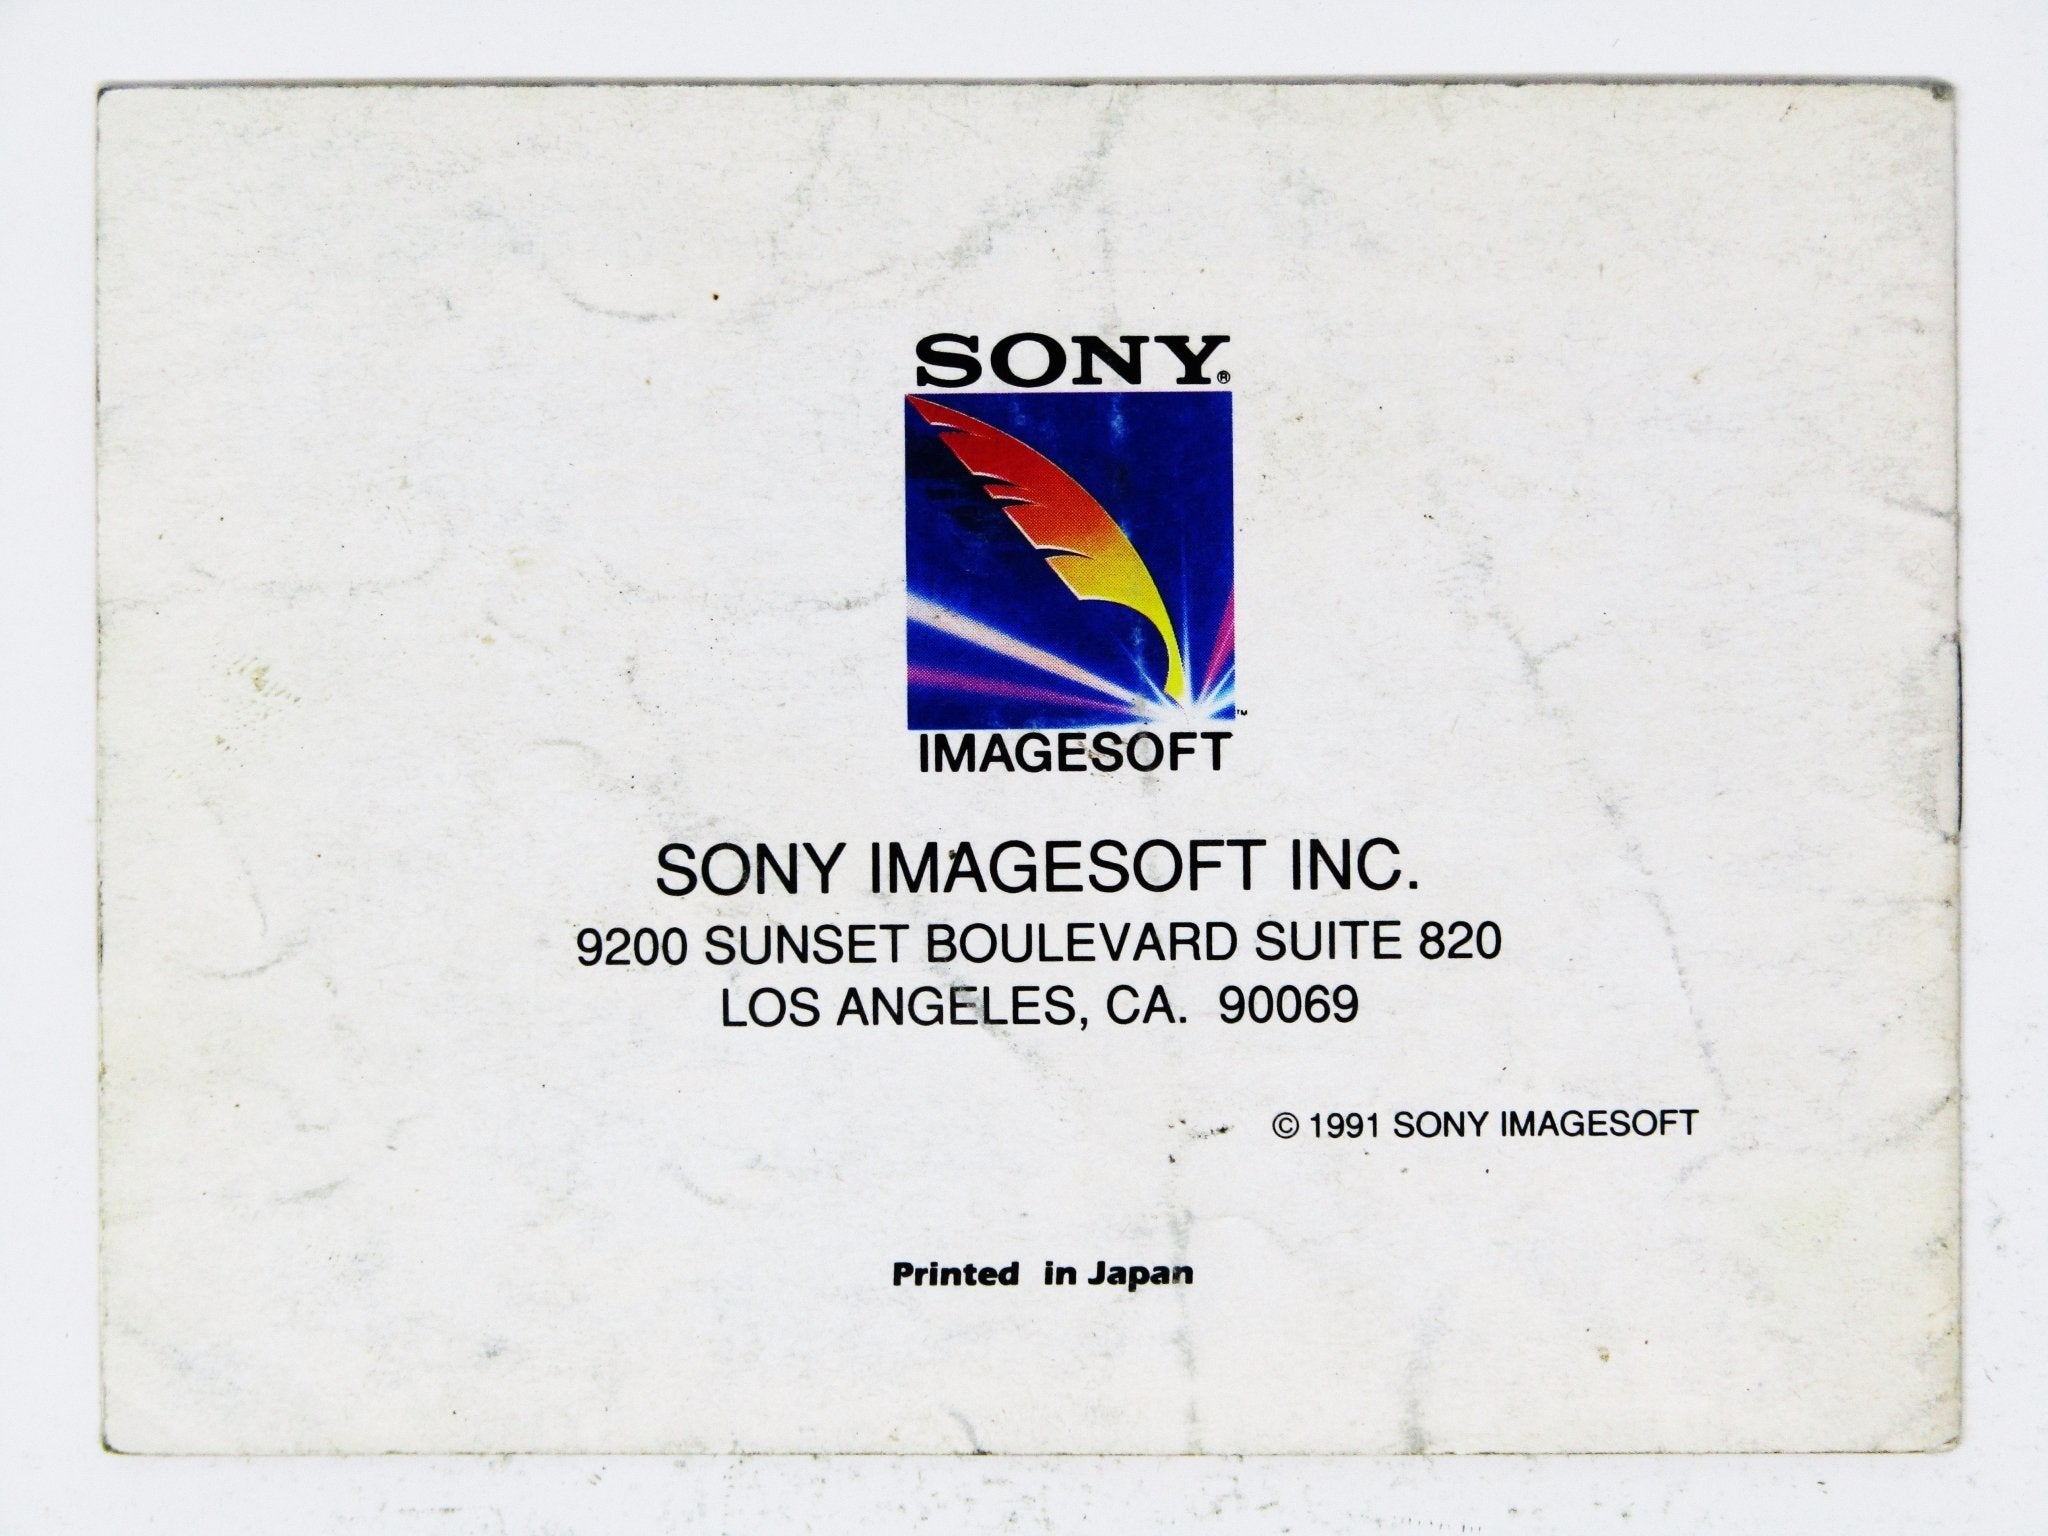 SONY®
™
IMAGESOFT
SONY IMAGESOFT INC.
9200 SUNSET BOULEVARD SUITE 820
LOS ANGELES, CA. 90069
© 1991 SONY IMAGESOFT
Printed in Japan